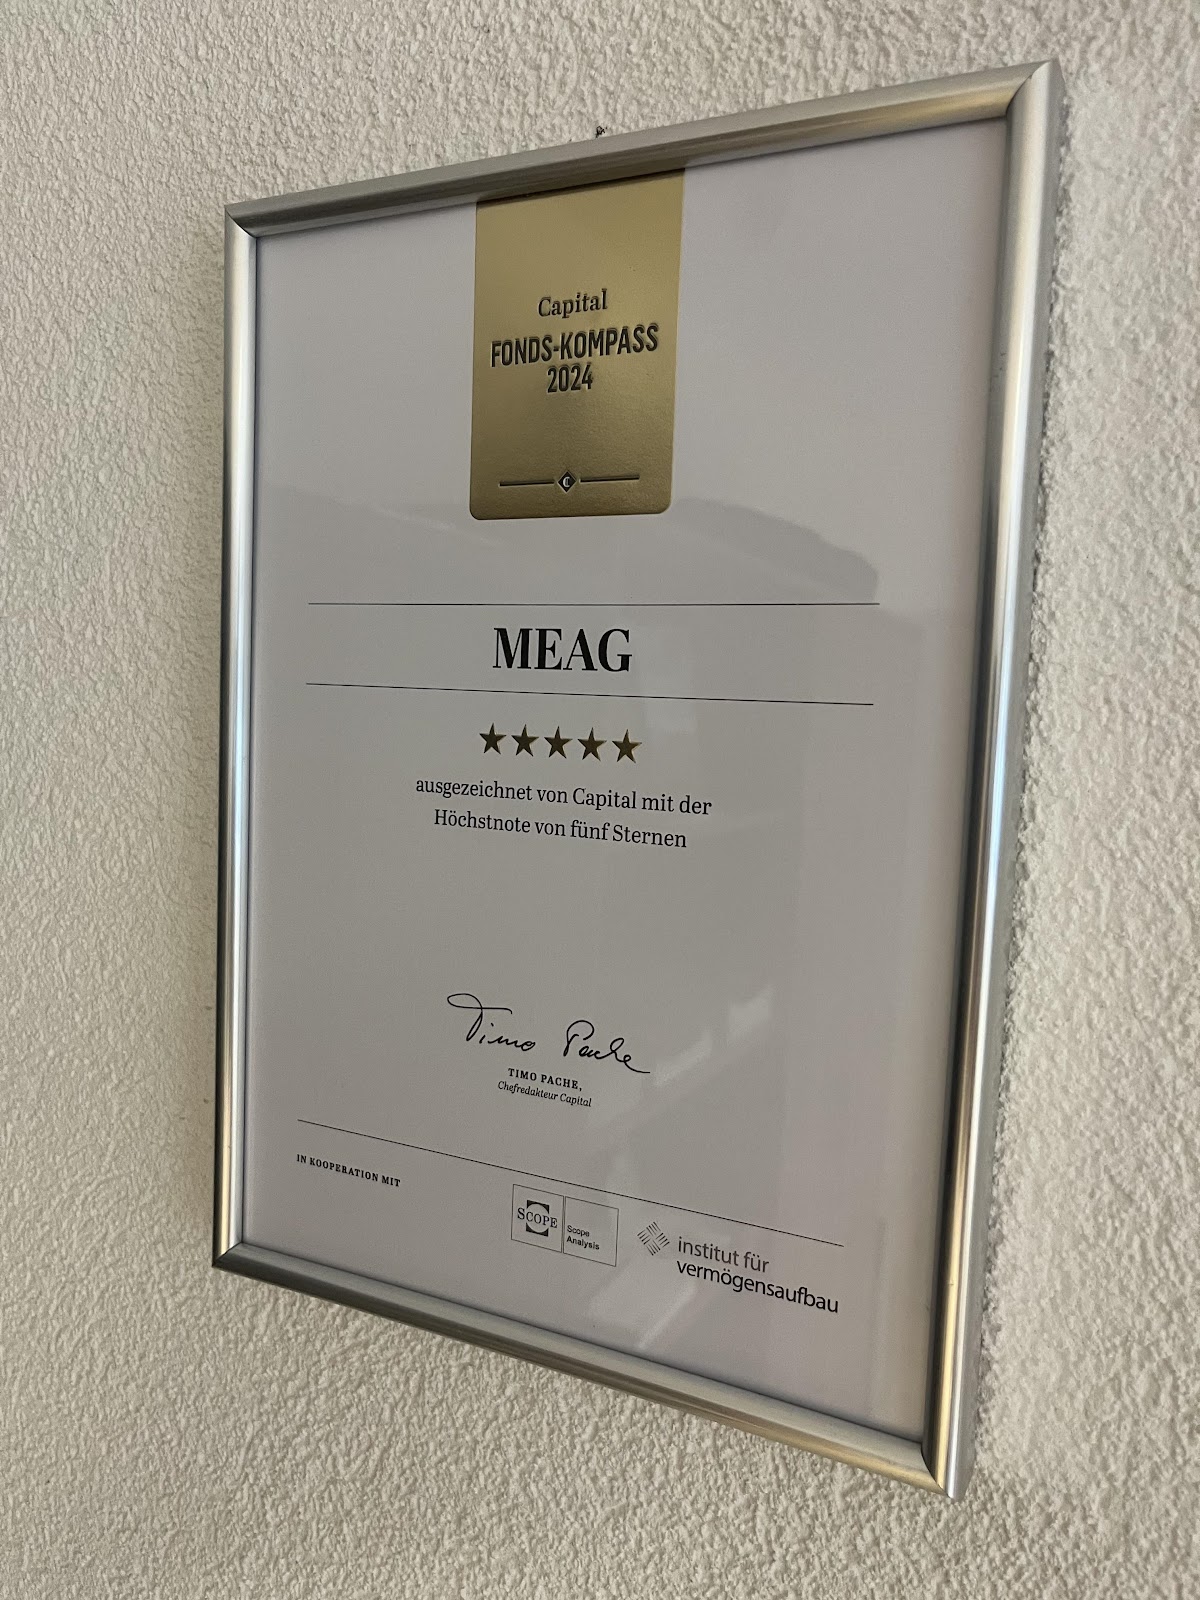 Capital
FONDS-KOMPASS
2024
MEAG
★★★★★
ausgezeichnet von Capital mit der
Höchstnote von fünf Sternen
Timo Pache
TIMO PACHE,
Chefredakteur Capital
IN KOOPERATION MIT
SCOPE
Scope
Analysis
institut für
vermögensaufbau